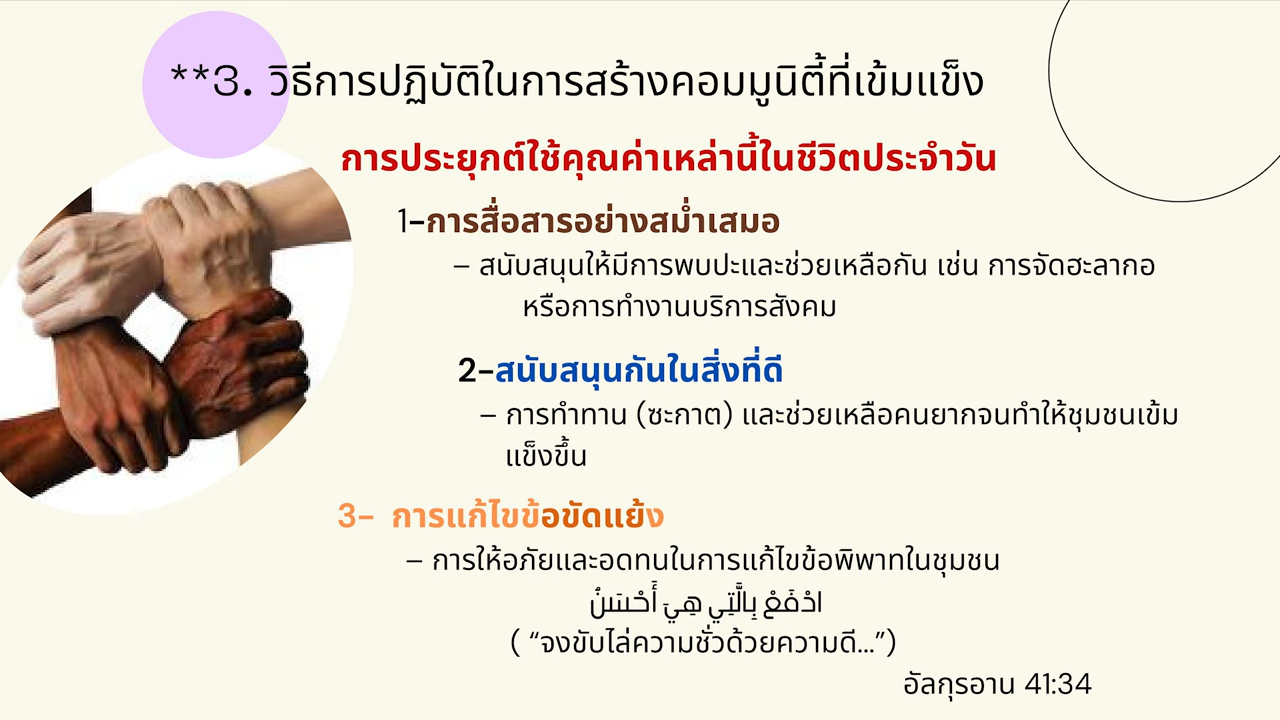 **3. วิธีการปฏิบัติในการสร้างคอมมูนิตี้ที่เข้มแข็ง
การประยุกต์ใช้คุณค่าเหล่านี้ในชีวิตประจำวัน
1–การสื่อสารอย่างสม่ำเสมอ
– สนับสนุนให้มีการพบปะและช่วยเหลือกัน เช่น การจัดฮะลากอ
หรือการทำงานบริการสังคม
2–สนับสนุนกันในสิ่งที่ดี
– การทำทาน (ซะกาต) และช่วยเหลือคนยากจนทำให้ชุมชนเข้ม
แข็งขึ้น
3– การแก้ไขข้อขัดแย้ง
– การให้อภัยและอดทนในการแก้ไขข้อพิพาทในชุมชน
ادْفَعْ بِالَّتِي هِيَ أَحْسَنُ
( “จงขับไล่ความชั่วด้วยความดี...”)
อัลกุรอาน 41:34